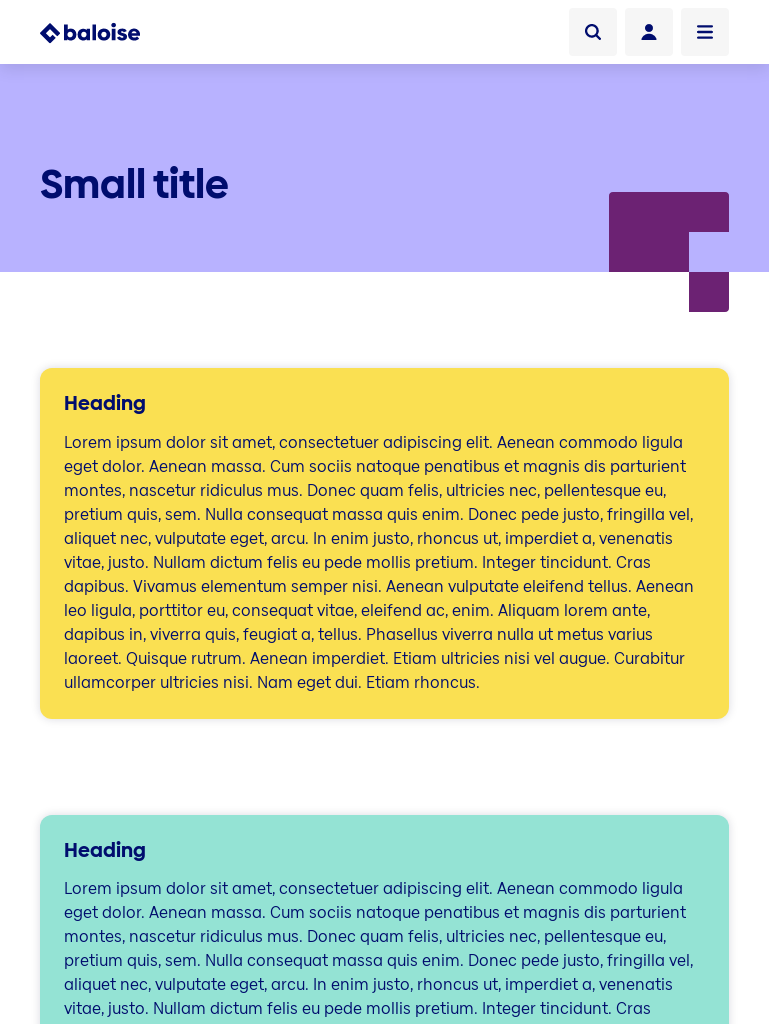 baloise
Small title
Heading
Lorem ipsum dolor sit amet, consectetuer adipiscing elit. Aenean commodo ligula
eget dolor. Aenean massa. Cum sociis natoque penatibus et magnis dis parturient
montes, nascetur ridiculus mus. Donec quam felis, ultricies nec, pellentesque eu,
pretium quis, sem. Nulla consequat massa quis enim. Donec pede justo, fringilla vel,
aliquet nec, vulputate eget, arcu. In enim justo, rhoncus ut, imperdiet a, venenatis
vitae, justo. Nullam dictum felis eu pede mollis pretium. Integer tincidunt. Cras
dapibus. Vivamus elementum semper nisi. Aenean vulputate eleifend tellus. Aenean
leo ligula, porttitor eu, consequat vitae, eleifend ac, enim. Aliquam lorem ante,
dapibus in, viverra quis, feugiat a, tellus. Phasellus viverra nulla ut metus varius
laoreet. Quisque rutrum. Aenean imperdiet. Etiam ultricies nisi vel augue. Curabitur
ullamcorper ultricies nisi. Nam eget dui. Etiam rhoncus.
Heading
Lorem ipsum dolor sit amet, consectetuer adipiscing elit. Aenean commodo ligula
eget dolor. Aenean massa. Cum sociis natoque penatibus et magnis dis parturient
montes, nascetur ridiculus mus. Donec quam felis, ultricies nec, pellentesque eu,
pretium quis, sem. Nulla consequat massa quis enim. Donec pede justo, fringilla vel,
aliquet nec, vulputate eget, arcu. In enim justo, rhoncus ut, imperdiet a, venenatis
vitae, justo. Nullam dictum felis eu pede mollis pretium. Integer tincidunt. Cras